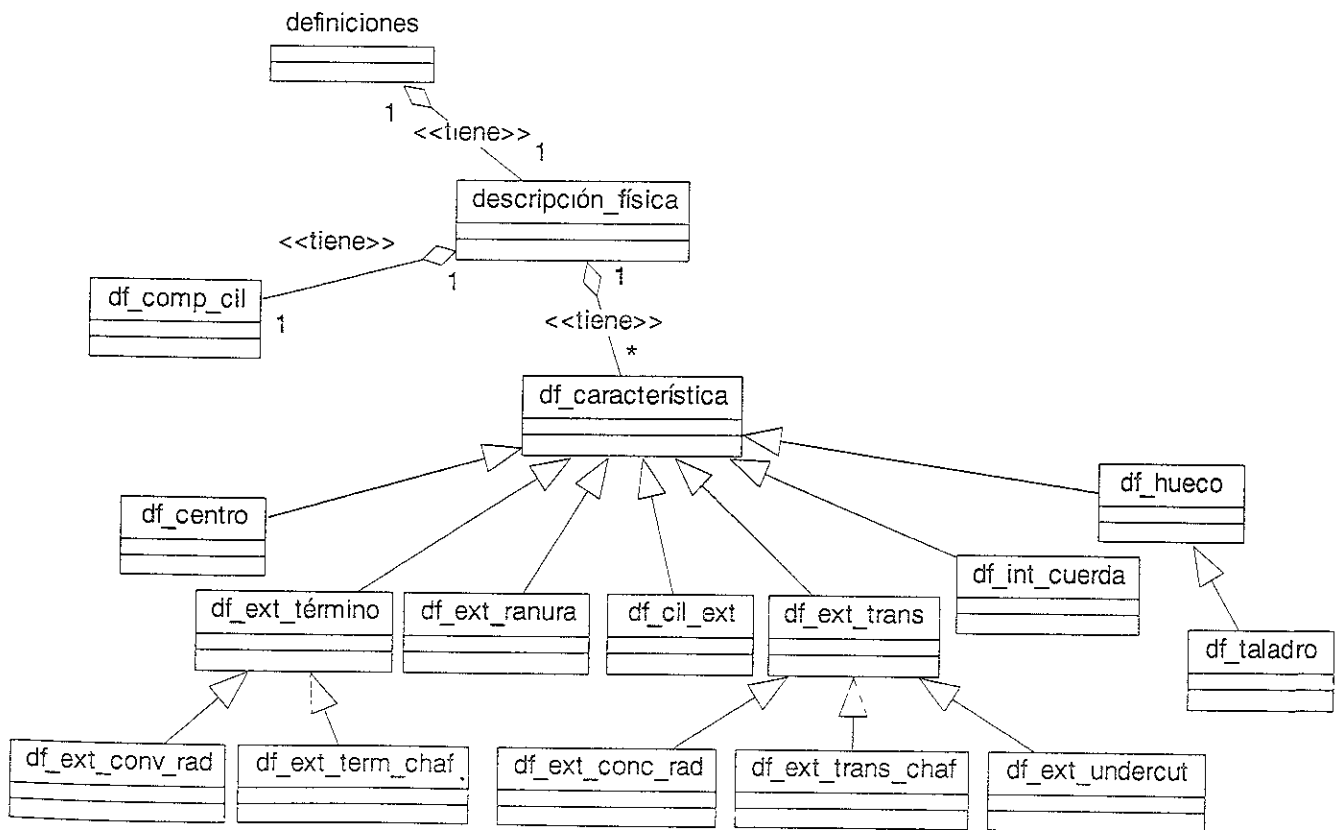 definiciones
1
<<tiene>>
1
descripción_física
<<tiene>>
1
1
df_comp_cil
1
<<tiene>>
*
df_característica
df_hueco
df_centro
df_int_cuerda
df_ext_término
df_ext_ranura
df_cil_ext
df_ext_trans
df_taladro
df_ext_conv_rad
df_ext_term_chaf
df_ext_conc_rad
df_ext_trans_chaf
df_ext_undercut